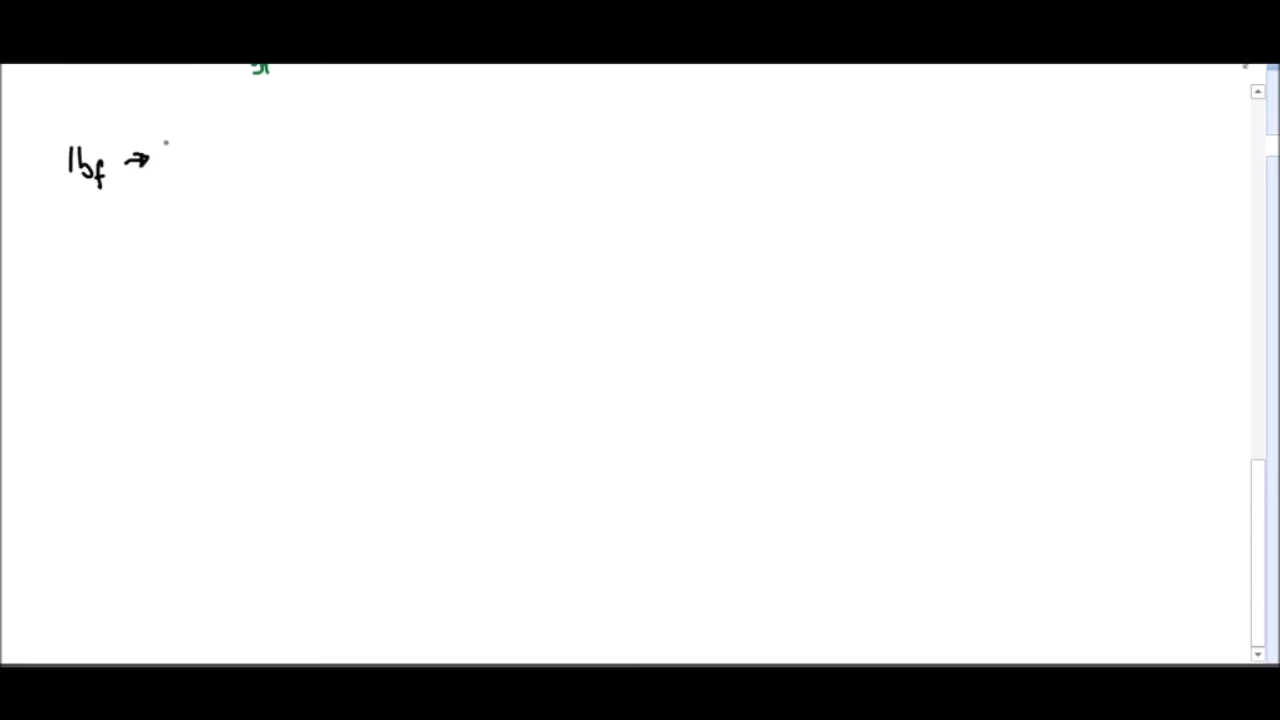 lbf →